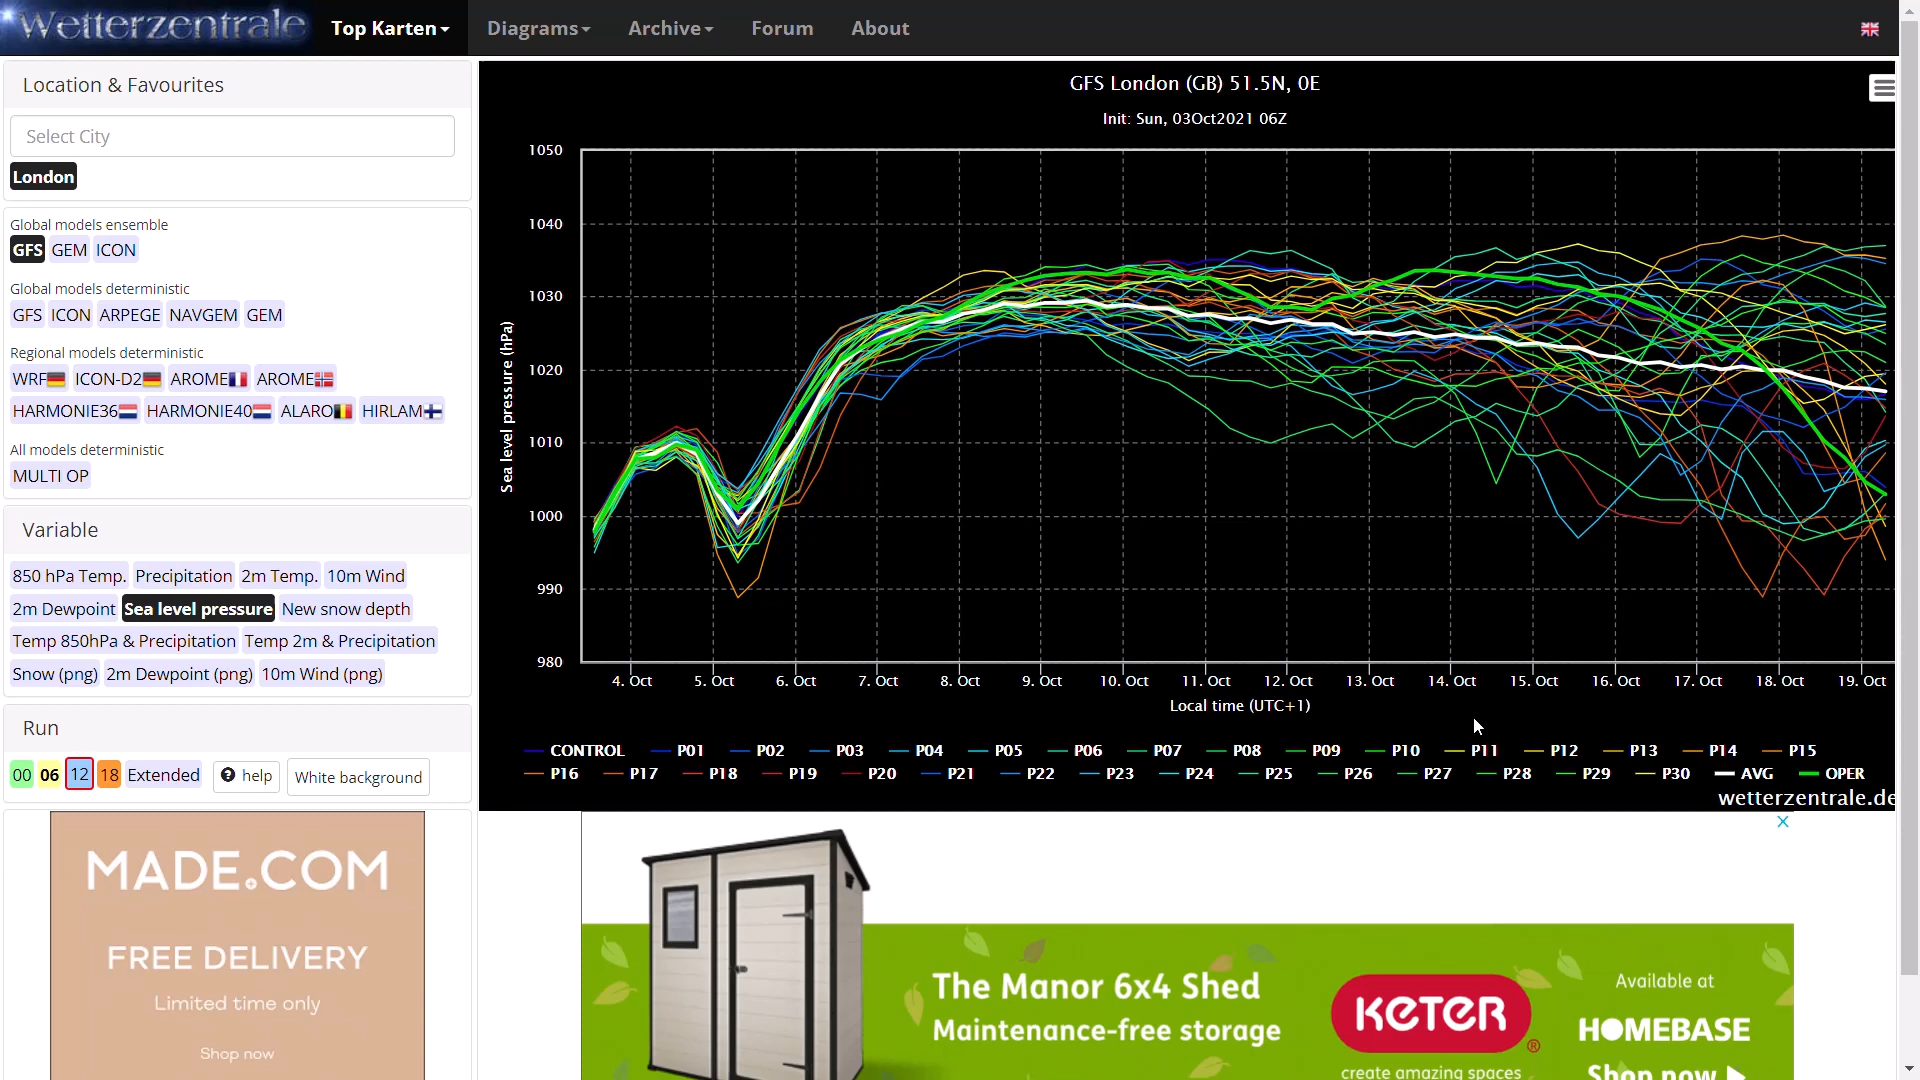 Wetterzentrale
Top Karten
Diagrams
Archive
Forum
About
Location & Favourites
Select City
London
Global models ensemble
GFS GEM ICON
Global models deterministic
GFS ICON ARPEGE NAVGEM GEM
Regional models deterministic
WRF ICON-D2 AROME AROME
HARMONIE36 HARMONIE40 ALARO HIRLAM
All models deterministic
MULTI OP
Variable
850 hPa Temp. Precipitation 2m Temp. 10m Wind
2m Dewpoint Sea level pressure New snow depth
Temp 850hPa & Precipitation Temp 2m & Precipitation
Snow (png) 2m Dewpoint (png) 10m Wind (png)
Run
00 06 12 18 Extended ? help White background
MADE.COM
FREE DELIVERY
Limited time only
Shop now
GFS London (GB) 51.5N, 0E
Init: Sun, 03Oct2021 06Z
Sea level pressure (hPa)
1050
1040
1030
1020
1010
1000
990
980
4. Oct 5. Oct 6. Oct 7. Oct 8. Oct 9. Oct 10. Oct 11. Oct 12. Oct 13. Oct 14. Oct 15. Oct 16. Oct 17. Oct 18. Oct 19. Oct
Local time (UTC+1)
CONTROL P01 P02 P03 P04 P05 P06 P07 P08 P09 P10 P11 P12 P13 P14 P15
P16 P17 P18 P19 P20 P21 P22 P23 P24 P25 P26 P27 P28 P29 P30 AVG OPER
wetterzentrale.de
The Manor 6x4 Shed
Maintenance-free storage
KETER
®
create amazing spaces
Available at
HOMEBASE
Shop now